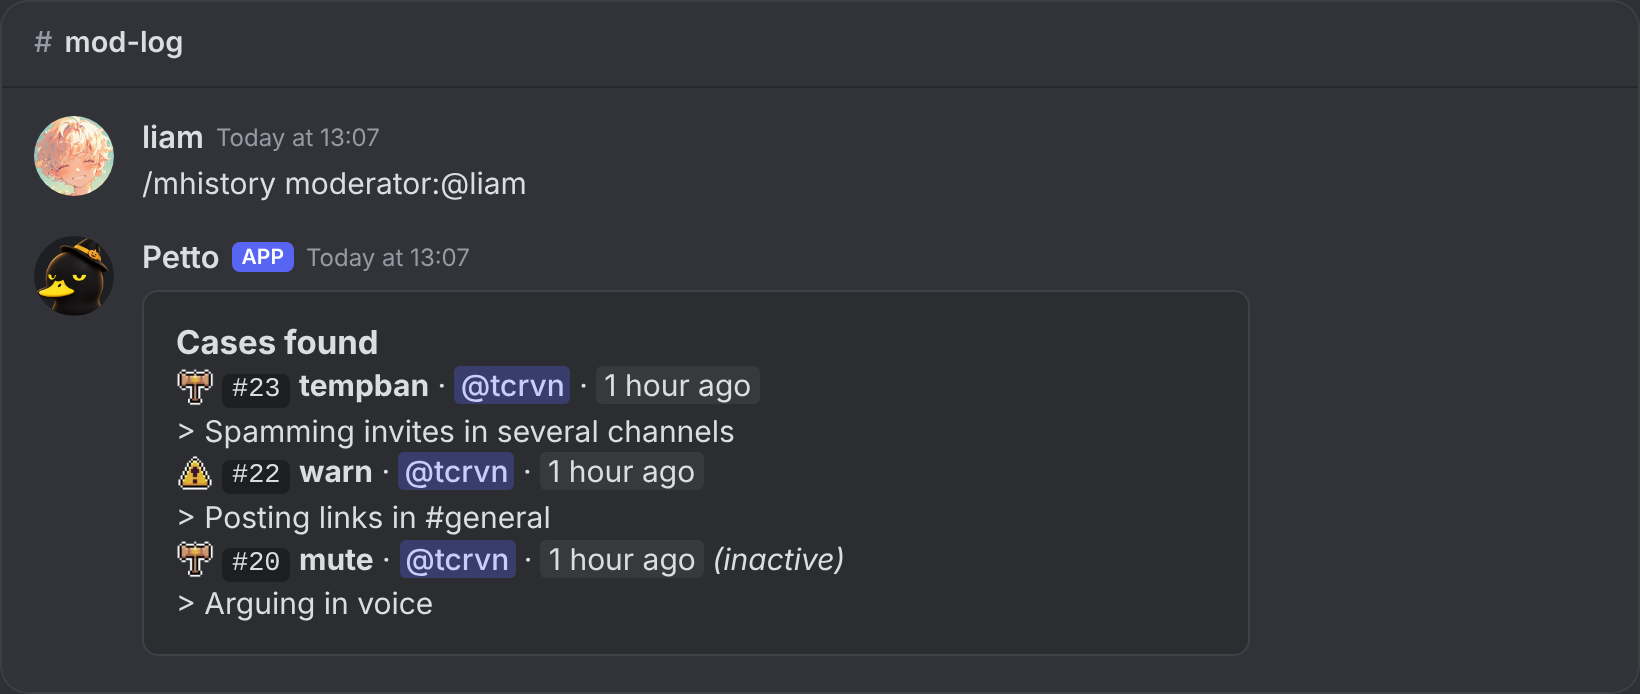 # mod-log
liam Today at 13:07
/mhistory moderator:@liam
Petto APP Today at 13:07
Cases found
#23 tempban · @tcrvn · 1 hour ago
> Spamming invites in several channels
#22 warn · @tcrvn · 1 hour ago
> Posting links in #general
#20 mute · @tcrvn · 1 hour ago (inactive)
> Arguing in voice